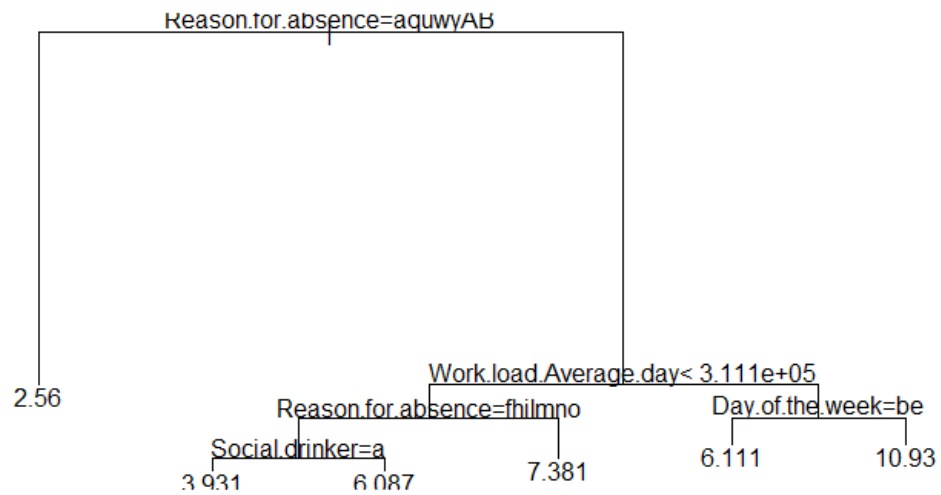 Reason.for.absence=aquwyAB
Work.load.Average.day< 3.111e+05
2.56
Reason.for.absence=fhilmno
Day.of.the.week=be
Social.drinker=a
3.931
6.087
7.381
6.111
10.93